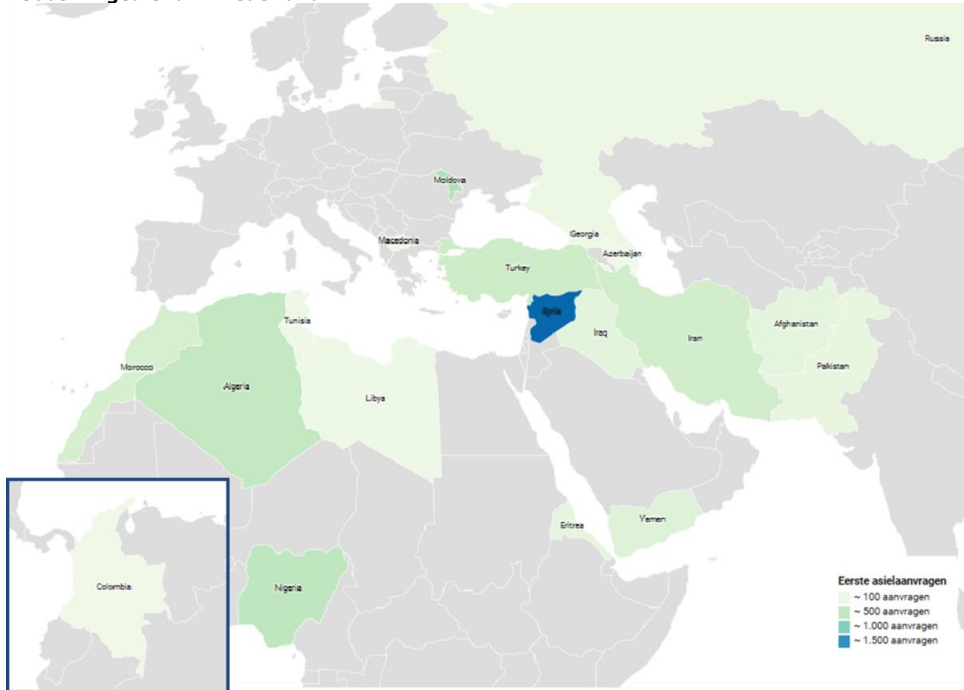 Russia
Moldova
Macedonia
Georgia
Azerbaijan
Turkey
Syria
Tunisia
Iraq
Iran
Afghanistan
Pakistan
Morocco
Algeria
Libya
Eritrea
Yemen
Colombia
Nigeria
Eerste asielaanvragen
~ 100 aanvragen
~ 500 aanvragen
~ 1.000 aanvragen
~ 1.500 aanvragen